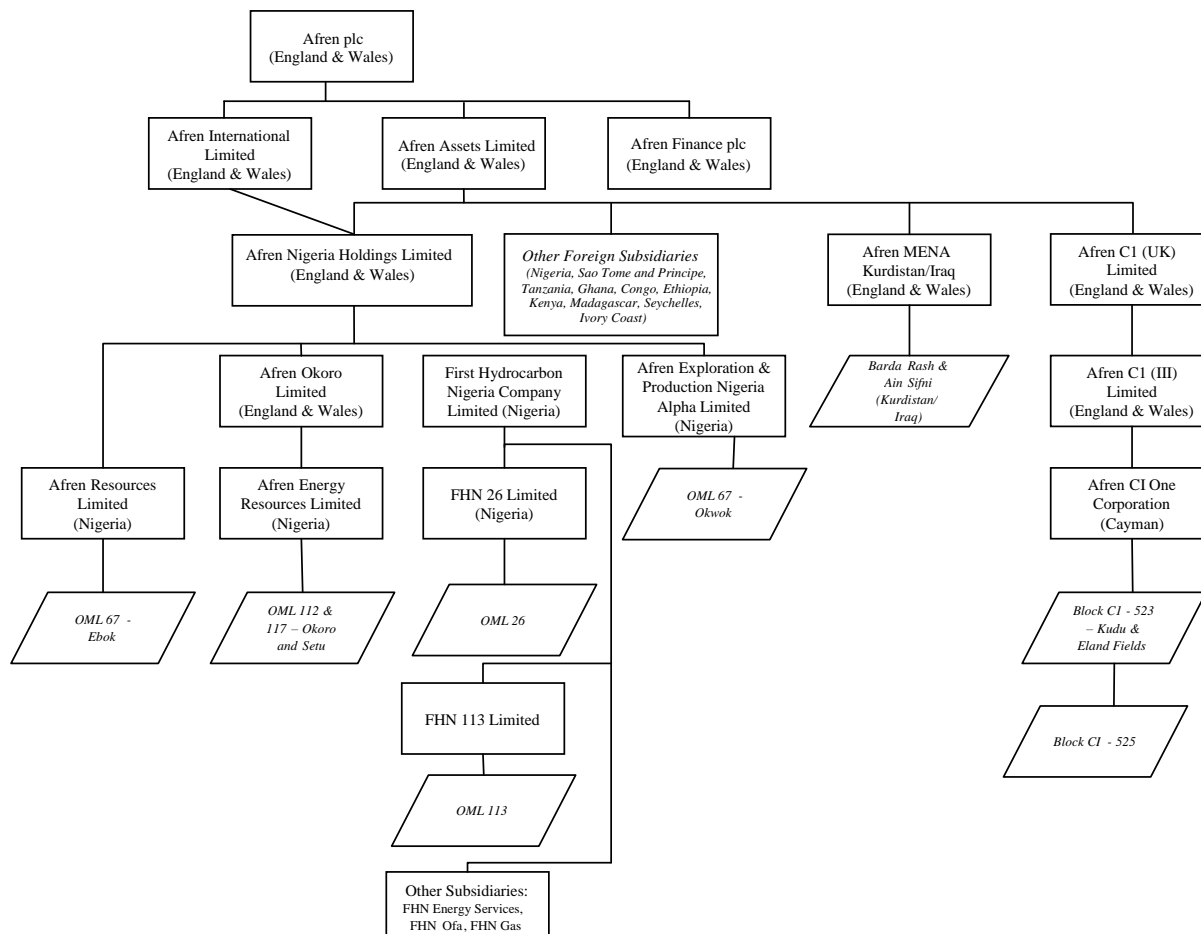 Afren plc
(England & Wales)
Afren International
Limited
(England & Wales)
Afren Assets Limited
(England & Wales)
Afren Finance plc
(England & Wales)
Afren Nigeria Holdings Limited
(England & Wales)
Other Foreign Subsidiaries
(Nigeria, Sao Tome and Principe,
Tanzania, Ghana, Congo, Ethiopia,
Kenya, Madagascar, Seychelles,
Ivory Coast)
Afren MENA
Kurdistan/Iraq
(England & Wales)
Afren C1 (UK)
Limited
(England & Wales)
Afren Okoro
Limited
(England & Wales)
First Hydrocarbon
Nigeria Company
Limited (Nigeria)
Afren Exploration &
Production Nigeria
Alpha Limited
(Nigeria)
Barda Rash &
Ain Sifni
(Kurdistan/
Iraq)
Afren C1 (III)
Limited
(England & Wales)
Afren Resources
Limited
(Nigeria)
Afren Energy
Resources Limited
(Nigeria)
FHN 26 Limited
(Nigeria)
OML 67 -
Okwok
Afren CI One
Corporation
(Cayman)
OML 67 -
Ebok
OML 112 &
117 – Okoro
and Setu
OML 26
Block C1 - 523
– Kudu &
Eland Fields
FHN 113 Limited
Block CI - 525
OML 113
Other Subsidiaries:
FHN Energy Services,
FHN Ofa, FHN Gas